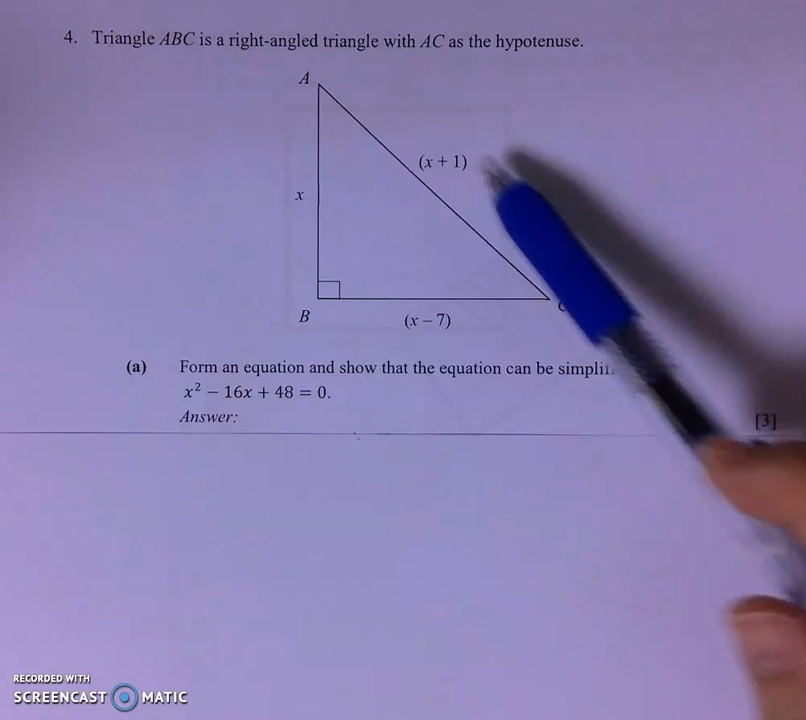 4. Triangle ABC is a right-angled triangle with AC as the hypotenuse.
A
(x + 1)
x
B
(x – 7)
(a) Form an equation and show that the equation can be
x² − 16x + 48 = 0.
Answer:
[3]
RECORDED WITH
SCREENCAST MATIC